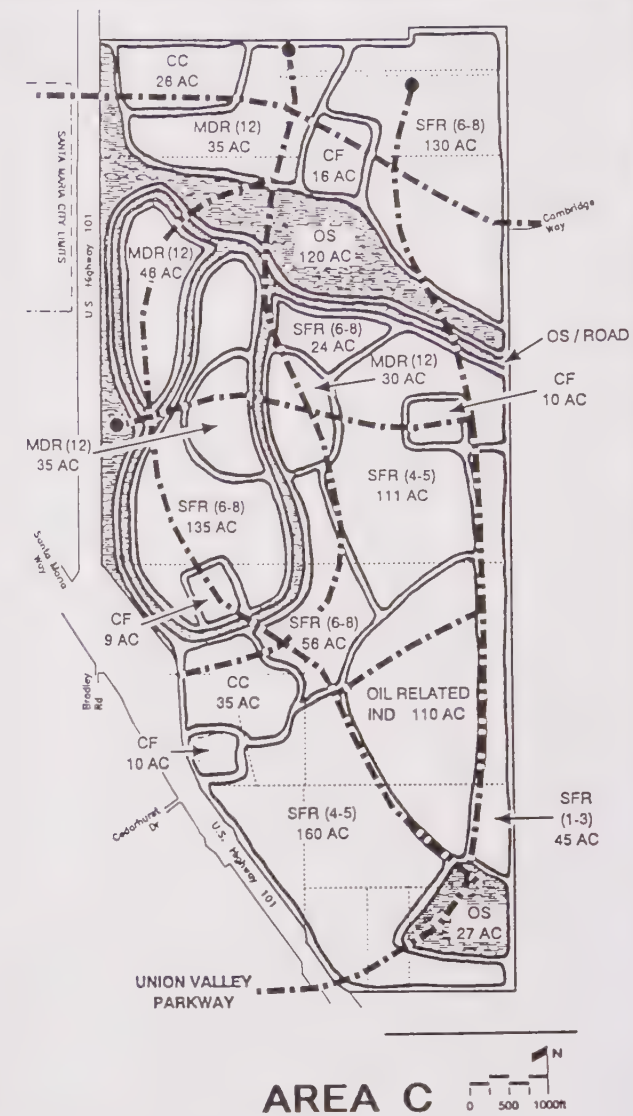 CC
26 AC
MDR (12)
35 AC
CF
16 AC
SFR (6-8)
130 AC
SANTA MARIA CITY LIMITS
U.S. Highway 101
Cambridge
Way
OS
120 AC
MDR (12)
46 AC
SFR (6-8)
24 AC
OS / ROAD
MDR (12)
30 AC
CF
10 AC
MDR (12)
35 AC
SFR (4-5)
111 AC
SFR (6-8)
135 AC
Santa Maria
Way
CF
9 AC
SFR (6-8)
56 AC
CC
35 AC
OIL RELATED
IND 110 AC
Bradley
Rd
CF
10 AC
SFR (4-5)
160 AC
SFR
(1-3)
45 AC
Cedarhurst
Dr
U.S. Highway 101
OS
27 AC
UNION VALLEY
PARKWAY
AREA C
N
0 500 1000ft